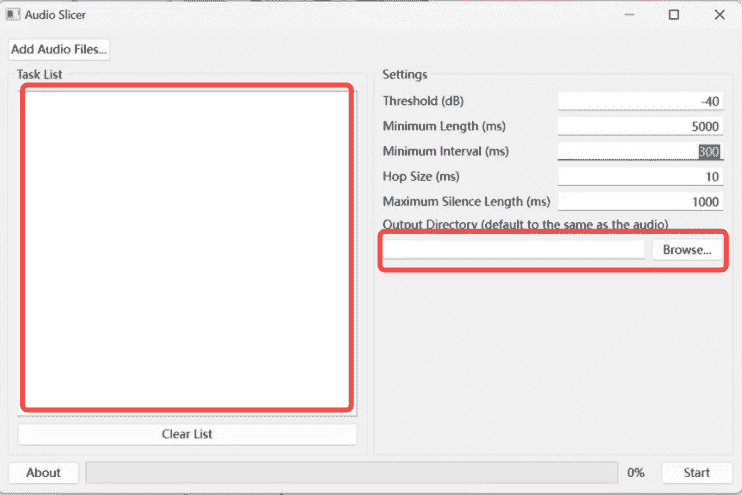 Audio Slicer
Add Audio Files...
Task List
Settings
Threshold (dB) -40
Minimum Length (ms) 5000
Minimum Interval (ms) 300
Hop Size (ms) 10
Maximum Silence Length (ms) 1000
Output Directory (default to the same as the audio)
Browse...
Clear List
About 0% Start